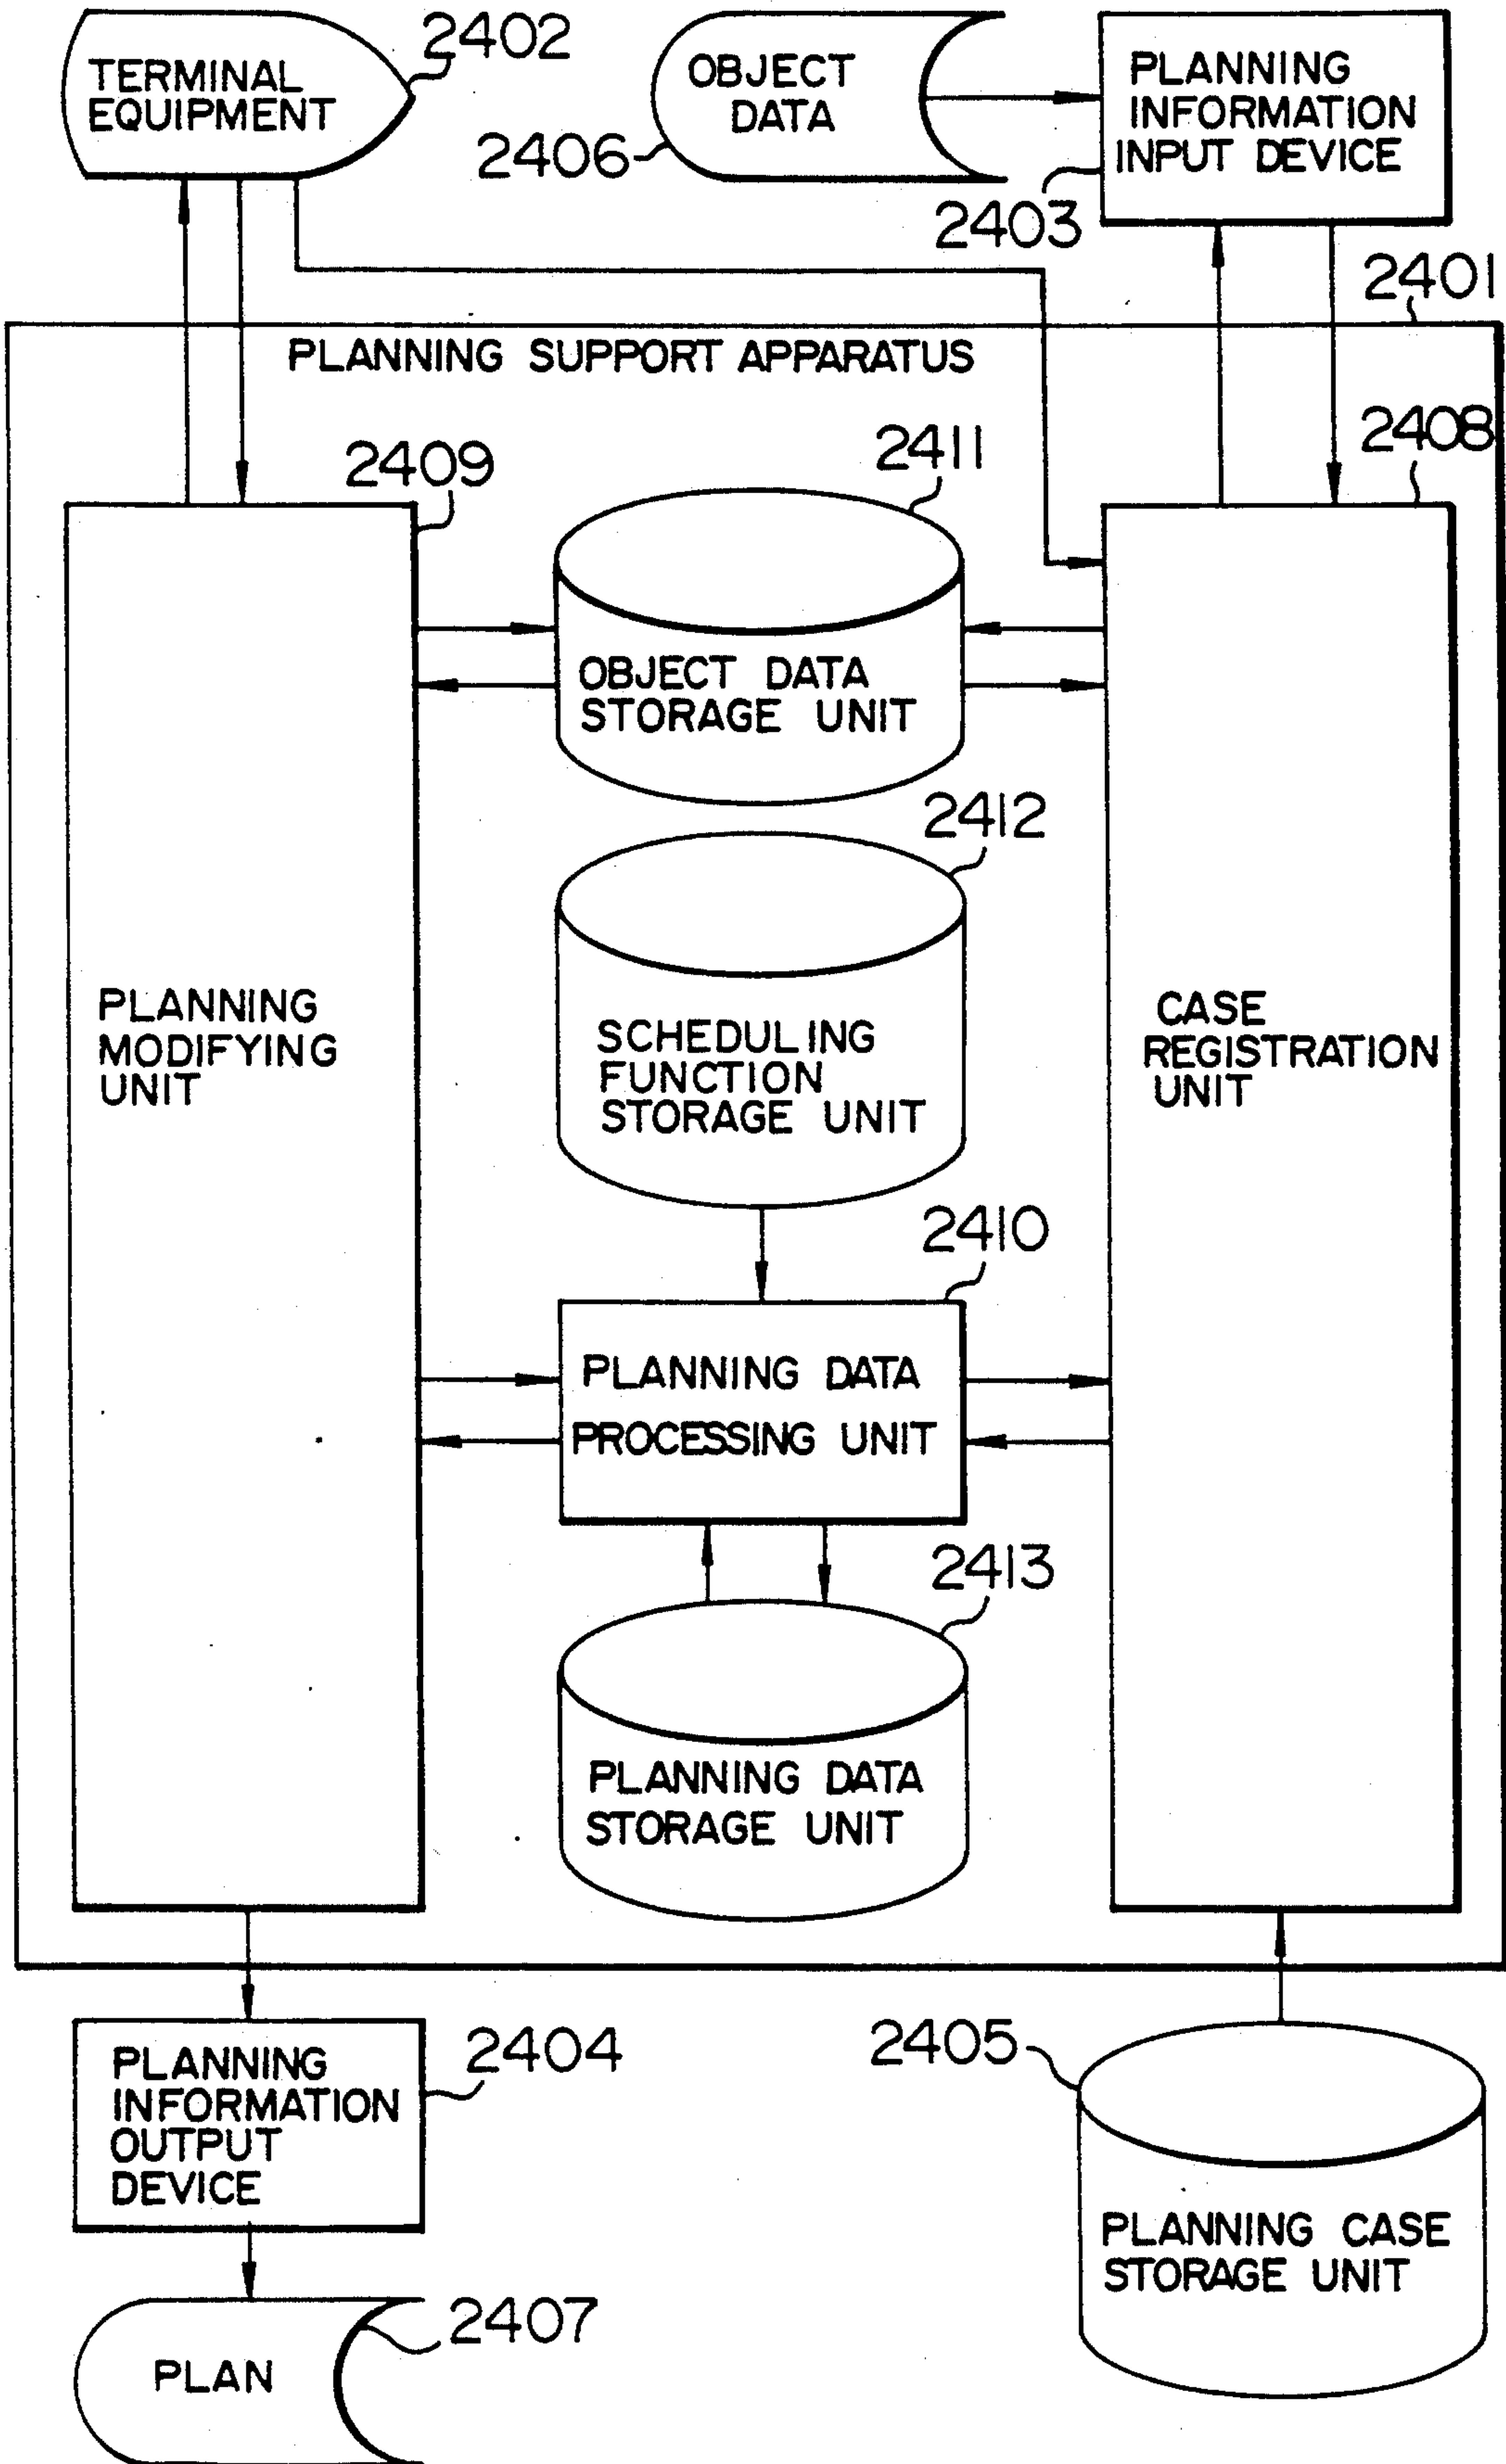 2402
TERMINAL
EQUIPMENT
OBJECT
DATA
2406
PLANNING
INFORMATION
INPUT DEVICE
2403
2401
PLANNING SUPPORT APPARATUS
2408
2409
2411
OBJECT DATA
STORAGE UNIT
2412
PLANNING
MODIFYING
UNIT
SCHEDULING
FUNCTION
STORAGE UNIT
CASE
REGISTRATION
UNIT
2410
PLANNING DATA
PROCESSING UNIT
2413
PLANNING DATA
STORAGE UNIT
2404
PLANNING
INFORMATION
OUTPUT
DEVICE
2405
PLANNING CASE
STORAGE UNIT
2407
PLAN